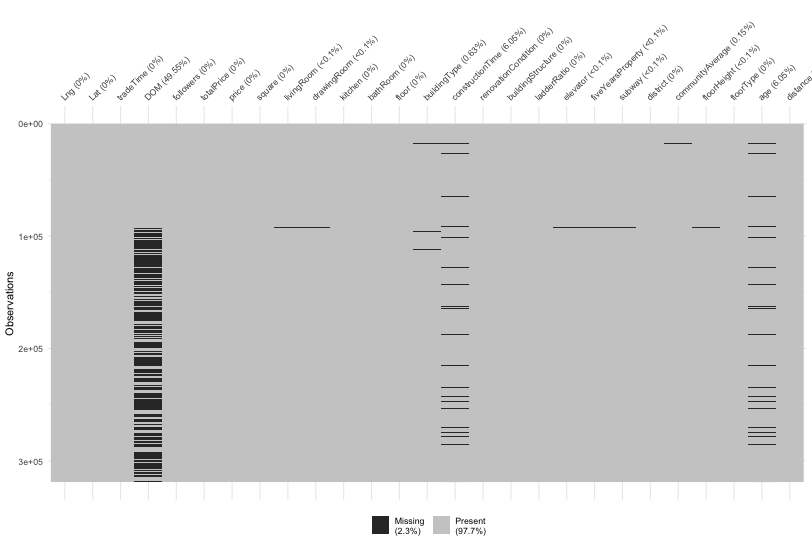 Lng (0%)
Lat (0%)
tradeTime (0%)
DOM (49.55%)
followers (0%)
totalPrice (0%)
price (0%)
square (0%)
livingRoom (<0.1%)
drawingRoom (<0.1%)
kitchen (0%)
bathRoom (0%)
floor (0%)
buildingType (0.63%)
constructionTime (6.05%)
renovationCondition (0%)
buildingStructure (0%)
ladderRatio (0%)
elevator (<0.1%)
fiveYearsProperty (<0.1%)
subway (<0.1%)
district (0%)
communityAverage (0.15%)
floorHeight (<0.1%)
floorType (0%)
age (6.05%)
distance
0e+00
1e+05
2e+05
3e+05
Observations
Missing
(2.3%)
Present
(97.7%)